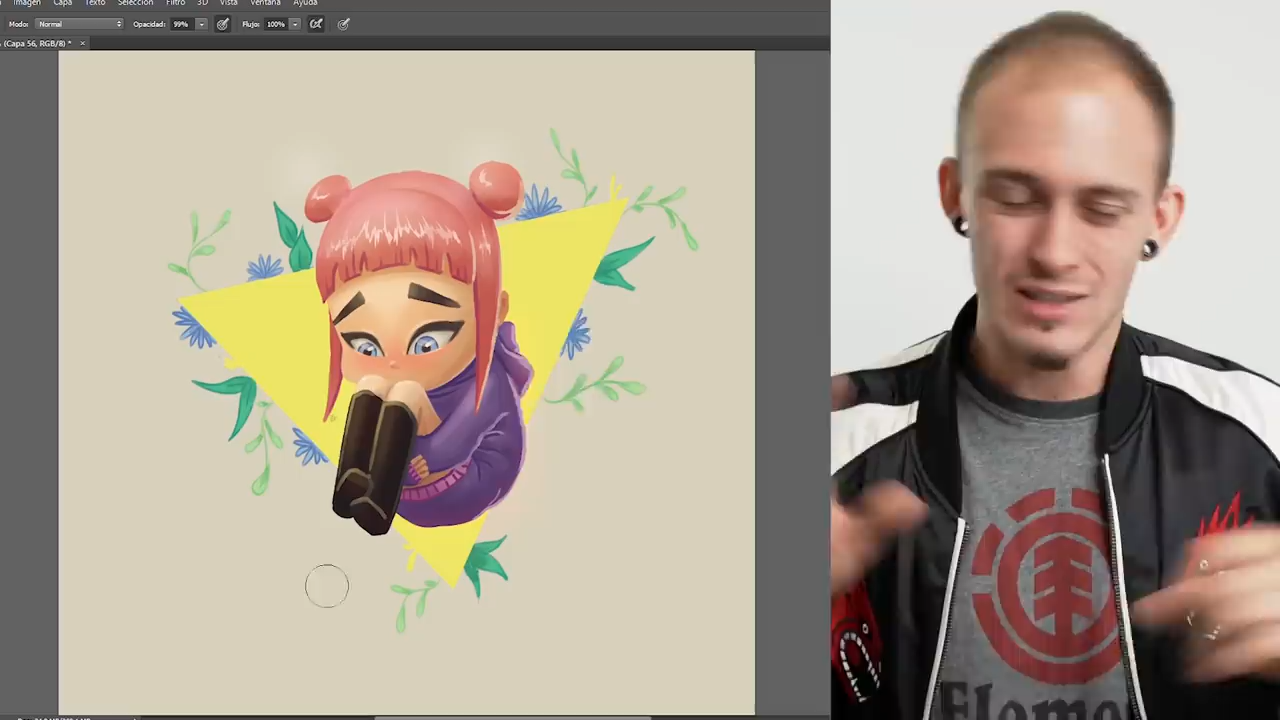 Imagen Capa Texto Selección Filtro 3D Vista Ventana Ayuda
Modo: Normal Opacidad: 99% Flujo: 100%
(Capa 56, RGB/8) * ×
Eleme